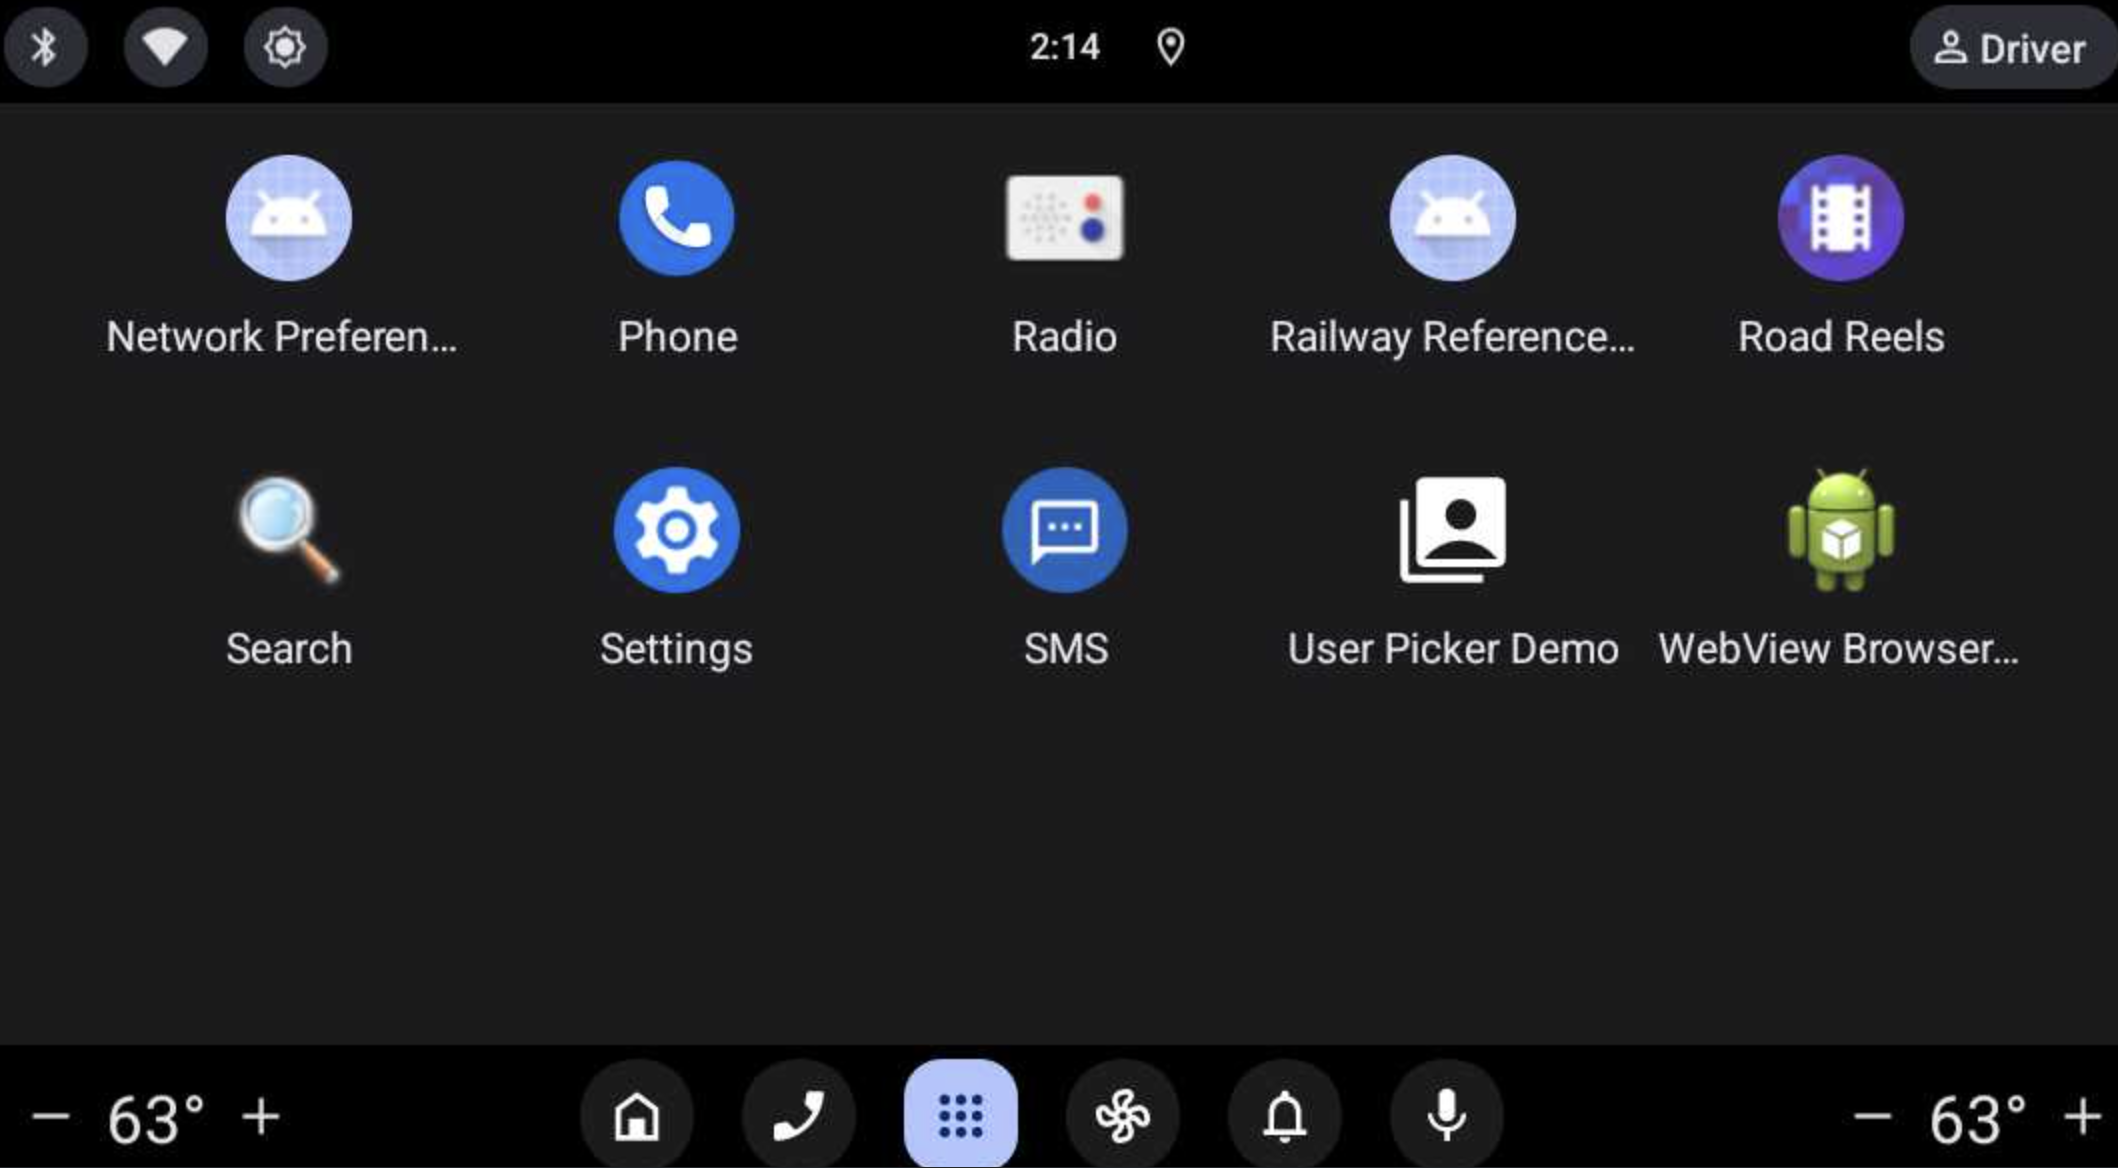 2:14
Driver
Network Preferen...
Phone
Radio
Railway Reference...
Road Reels
Search
Settings
SMS
User Picker Demo
WebView Browser...
− 63° +
− 63° +